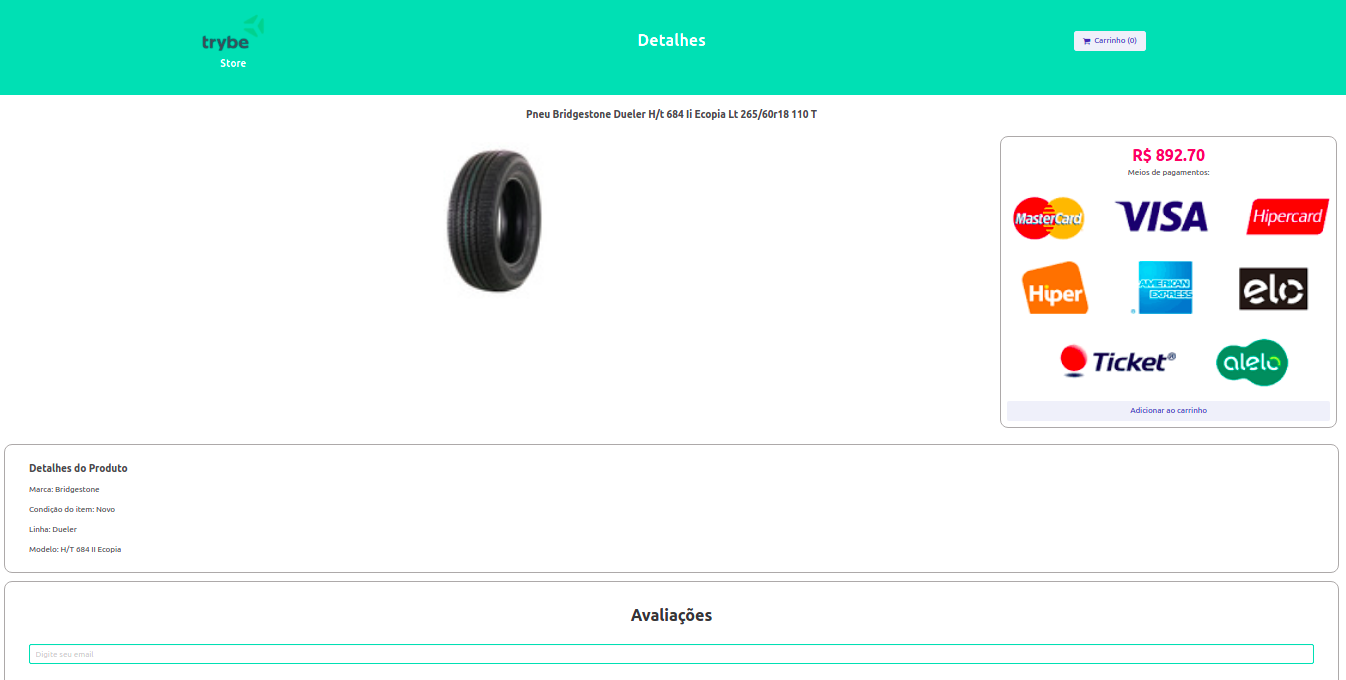 trybe
Store
Detalhes
Carrinho (0)
Pneu Bridgestone Dueler H/t 684 Ii Ecopia Lt 265/60r18 110 T
R$ 892.70
Meios de pagamentos:
MasterCard
VISA
Hipercard
Hiper
AMERICAN
EXPRESS
elo
Ticket®
alelo
Adicionar ao carrinho
Detalhes do Produto
Marca: Bridgestone
Condição do item: Novo
Linha: Dueler
Modelo: H/T 684 II Ecopia
Avaliações
Digite seu email